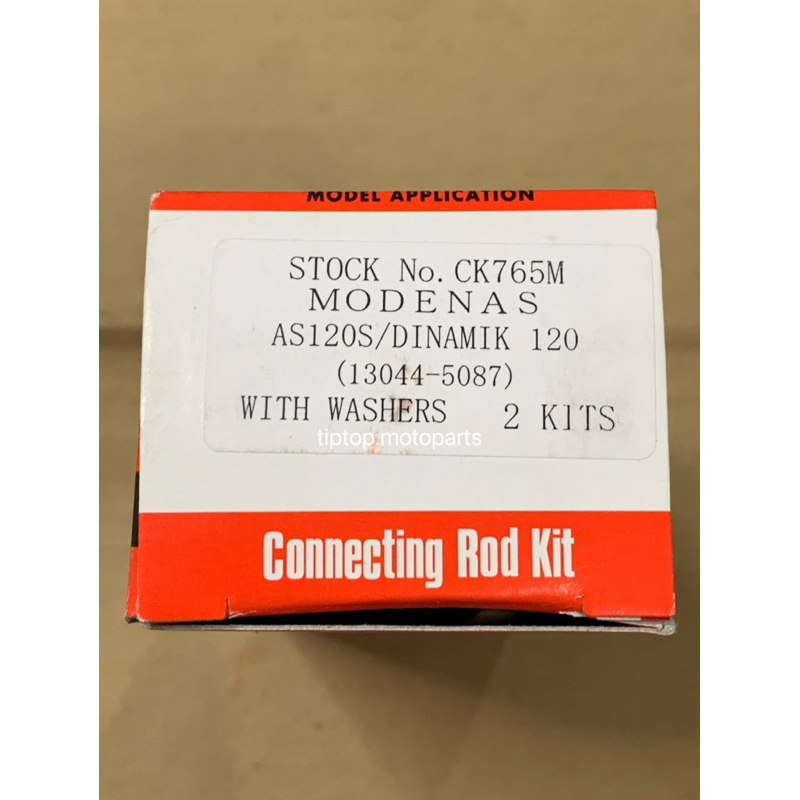 MODEL APPLICATION
STOCK No. CK765M
MODENAS
AS120S/DINAMIK 120
(13044-5087)
WITH WASHERS 2 KITS
tiptop.motoparts
Connecting Rod Kit